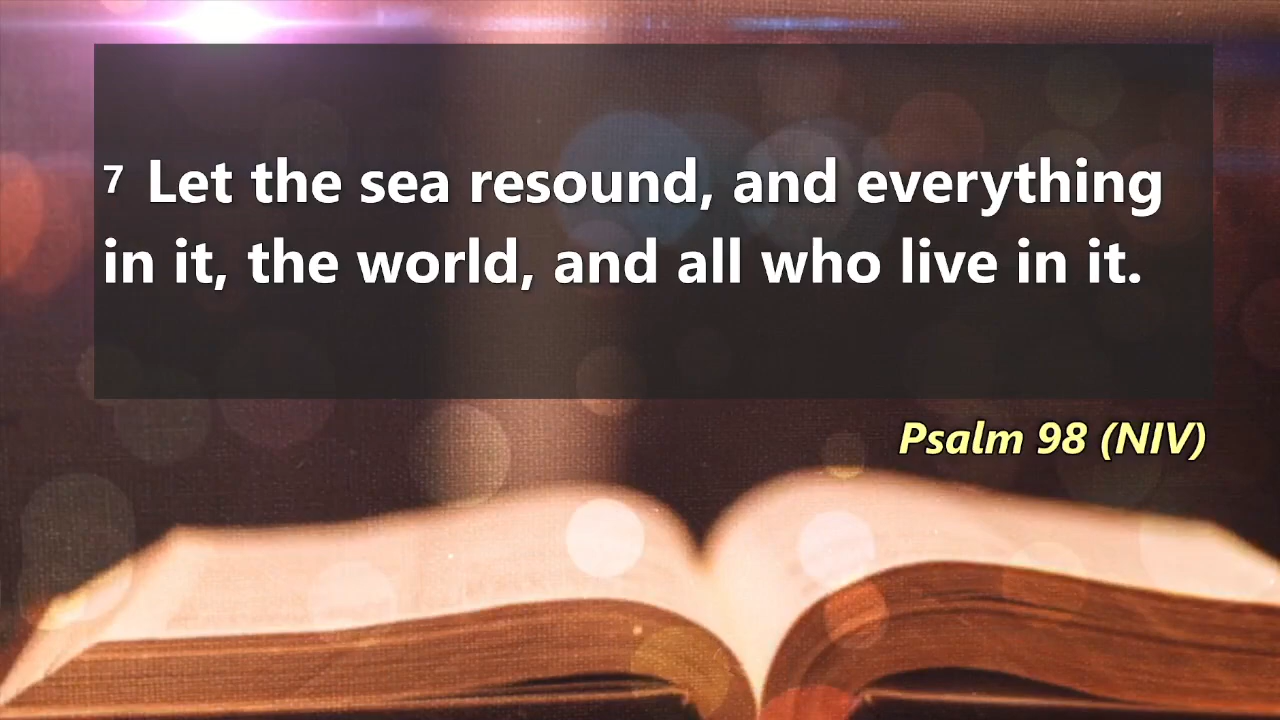 7 Let the sea resound, and everything
in it, the world, and all who live in it.
Psalm 98 (NIV)